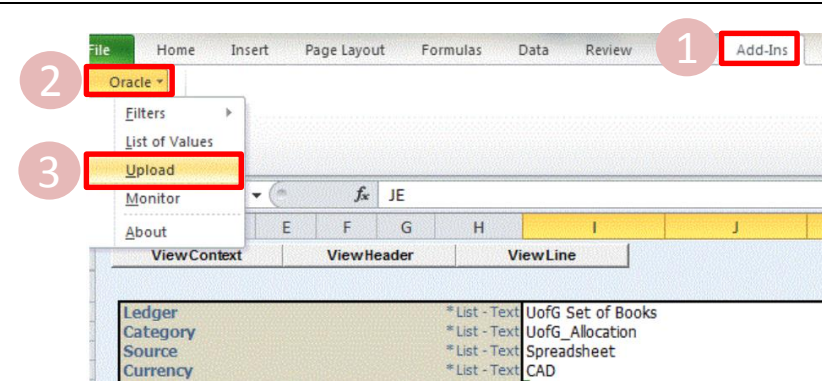 File Home Insert Page Layout Formulas Data Review 1 Add-Ins
2 Oracle
Filters
List of Values
3 Upload
Monitor
fx JE
About
E F G H I J
ViewContext ViewHeader ViewLine
Ledger *List - Text UofG Set of Books
Category *List - Text UofG_Allocation
Source *List - Text Spreadsheet
Currency *List - Text CAD